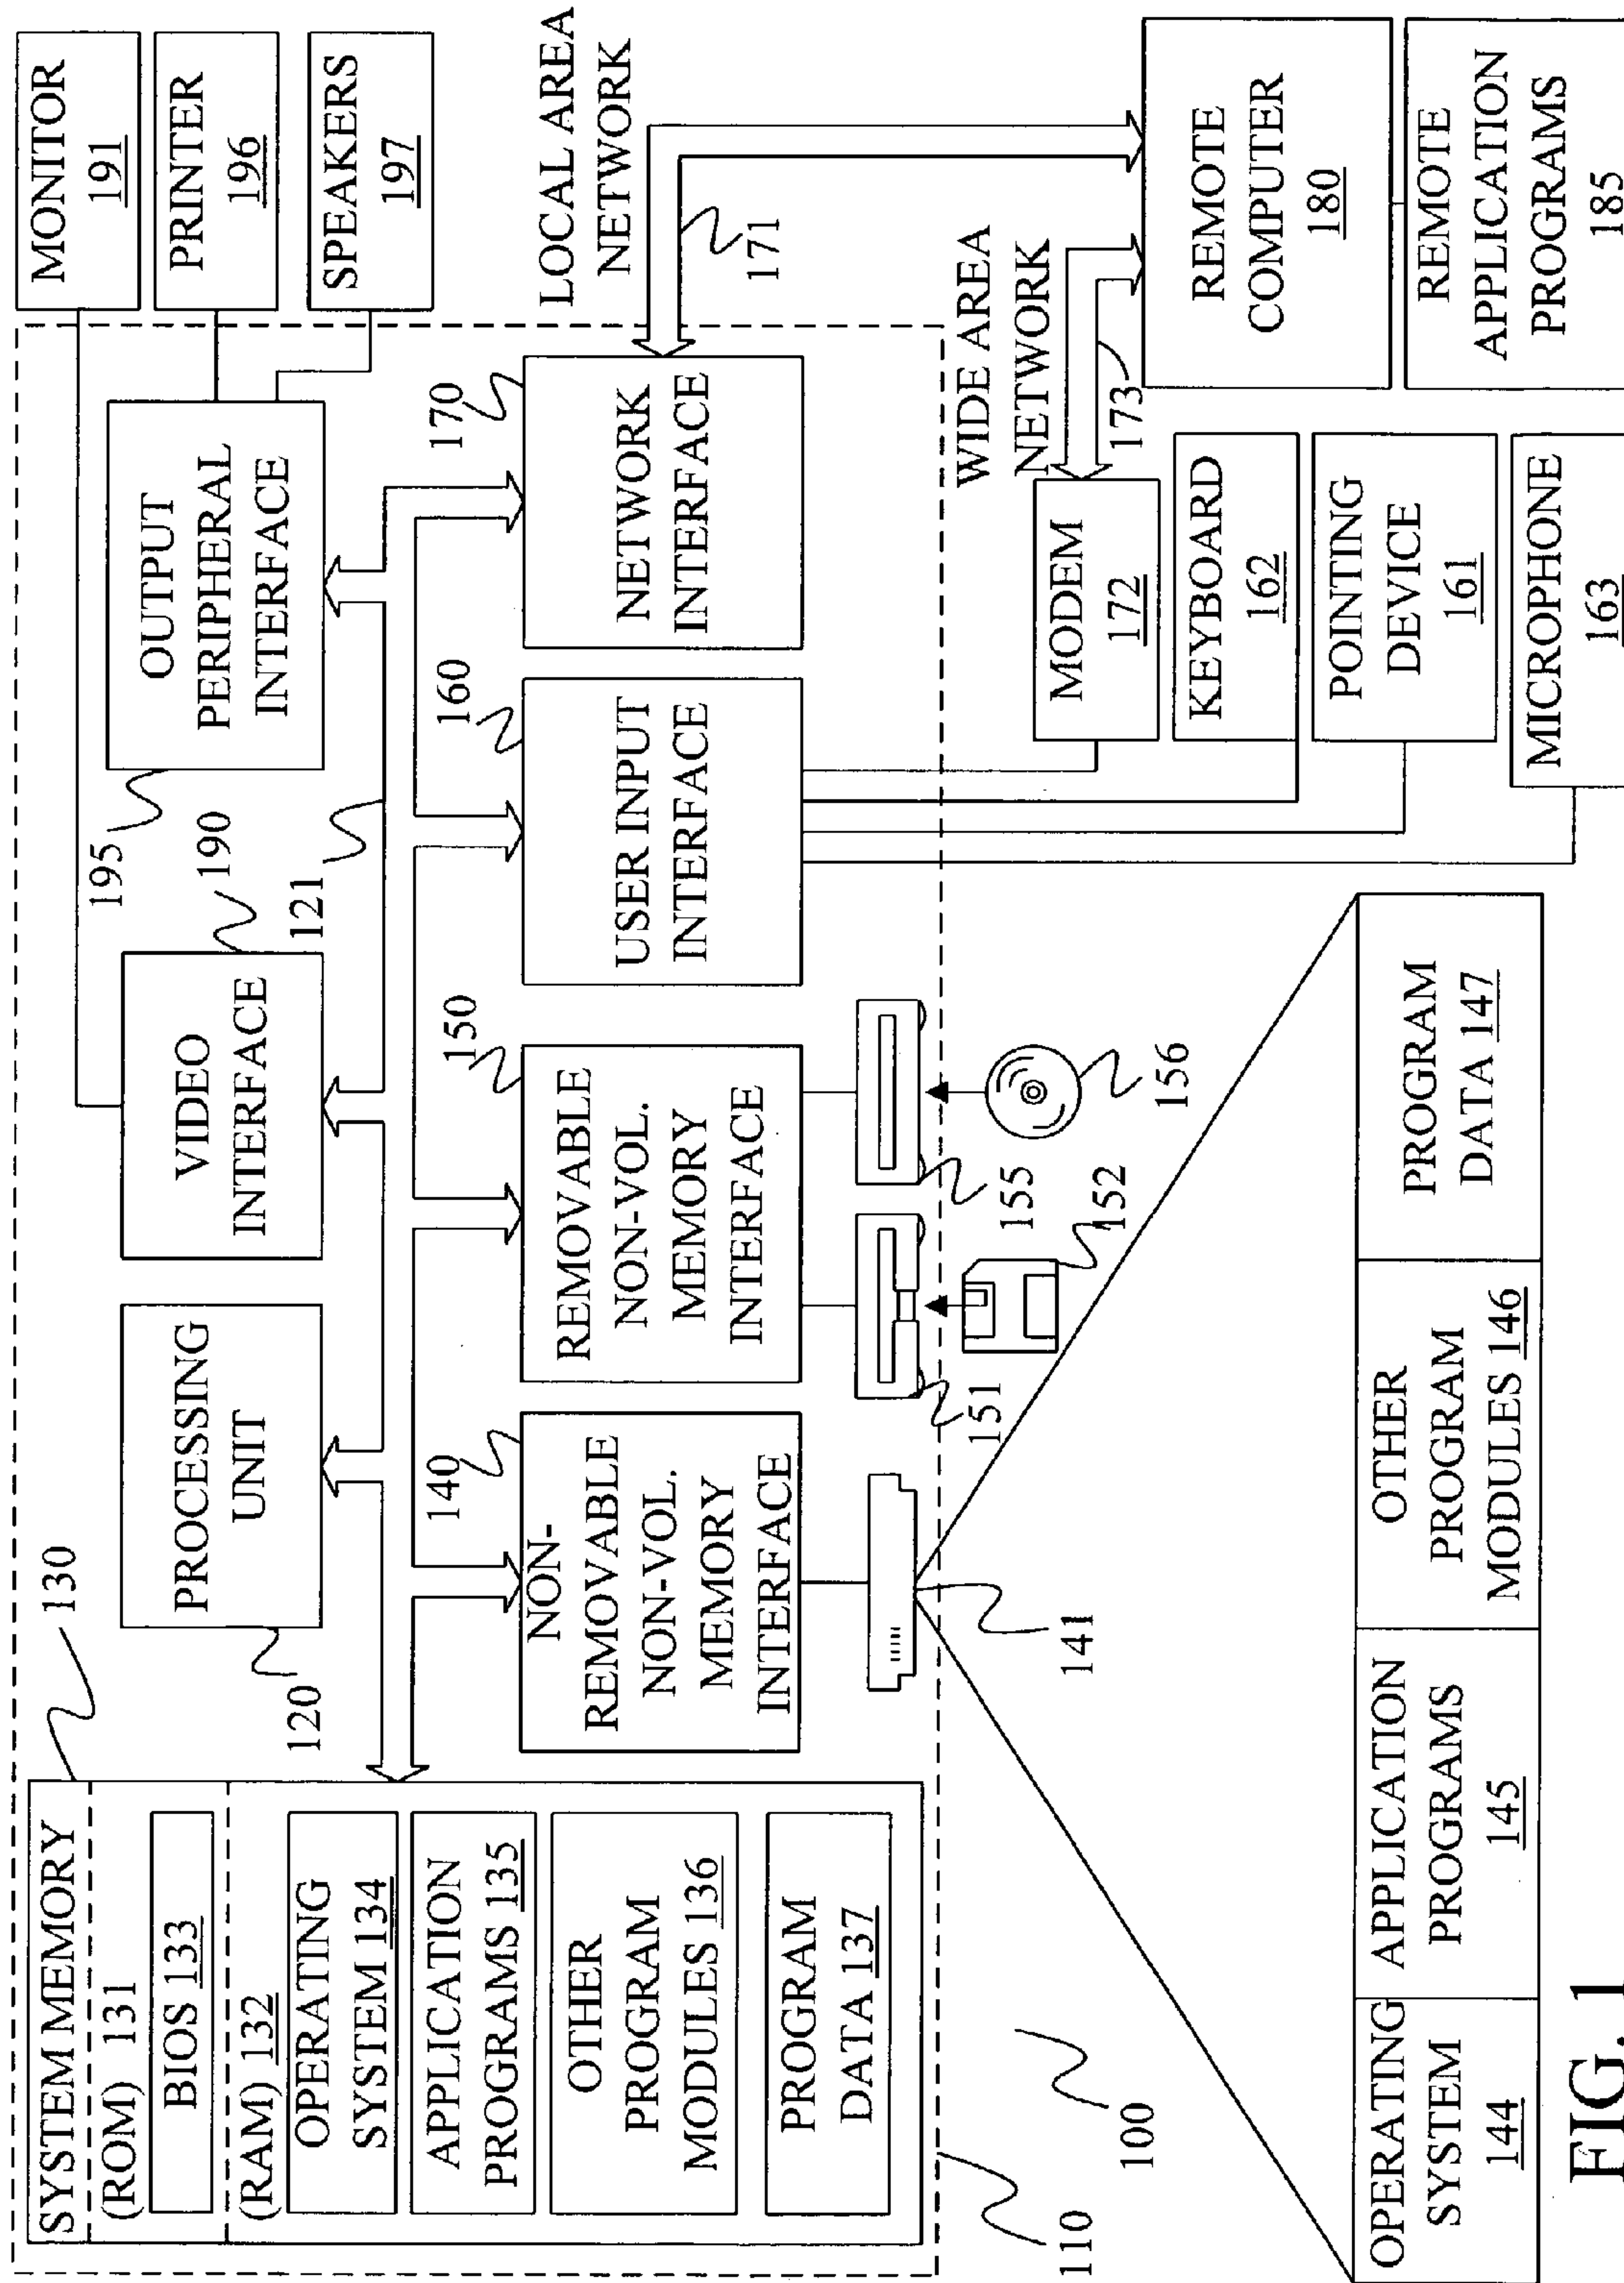 SYSTEM MEMORY
(ROM) 131
BIOS 133
(RAM) 132
OPERATING
SYSTEM 134
APPLICATION
PROGRAMS 135
OTHER
PROGRAM
MODULES 136
PROGRAM
DATA 137
130
PROCESSING
UNIT
120
VIDEO
INTERFACE
190
121
OUTPUT
PERIPHERAL
INTERFACE
195
MONITOR
191
PRINTER
196
SPEAKERS
197
NON-
REMOVABLE
NON-VOL.
MEMORY
INTERFACE
140
REMOVABLE
NON-VOL.
MEMORY
INTERFACE
150
USER INPUT
INTERFACE
160
NETWORK
INTERFACE
170
LOCAL AREA
NETWORK
171
141
151
152
155
156
WIDE AREA
NETWORK
173
MODEM
172
KEYBOARD
162
POINTING
DEVICE
161
MICROPHONE
163
REMOTE
COMPUTER
180
REMOTE
APPLICATION
PROGRAMS
185
110
100
OPERATING
SYSTEM
144
APPLICATION
PROGRAMS
145
OTHER
PROGRAM
MODULES 146
PROGRAM
DATA 147
FIG. 1